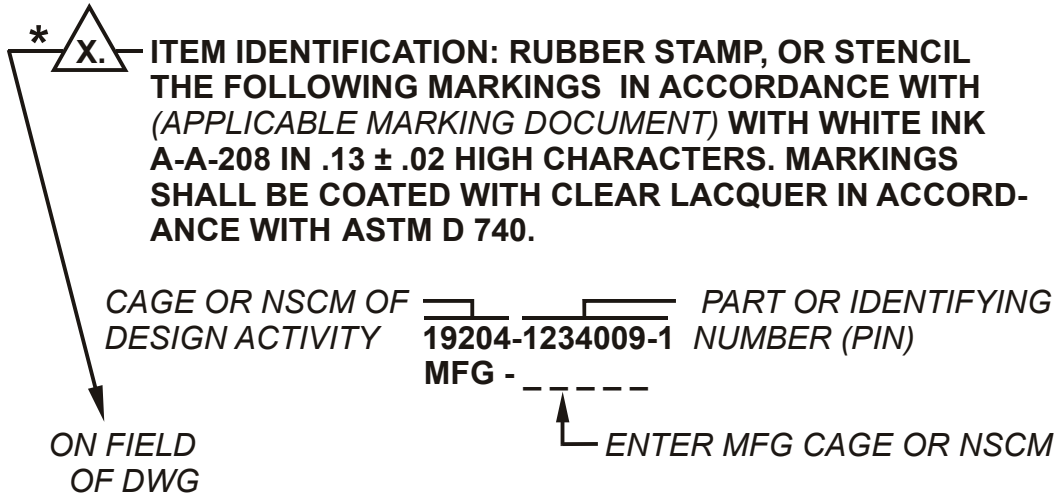 * X. ITEM IDENTIFICATION: RUBBER STAMP, OR STENCIL
THE FOLLOWING MARKINGS IN ACCORDANCE WITH
(APPLICABLE MARKING DOCUMENT) WITH WHITE INK
A-A-208 IN .13 ± .02 HIGH CHARACTERS. MARKINGS
SHALL BE COATED WITH CLEAR LACQUER IN ACCORD-
ANCE WITH ASTM D 740.
CAGE OR NSCM OF
DESIGN ACTIVITY
19204-1234009-1
PART OR IDENTIFYING
NUMBER (PIN)
MFG - _ _ _ _ _
ON FIELD
OF DWG
ENTER MFG CAGE OR NSCM